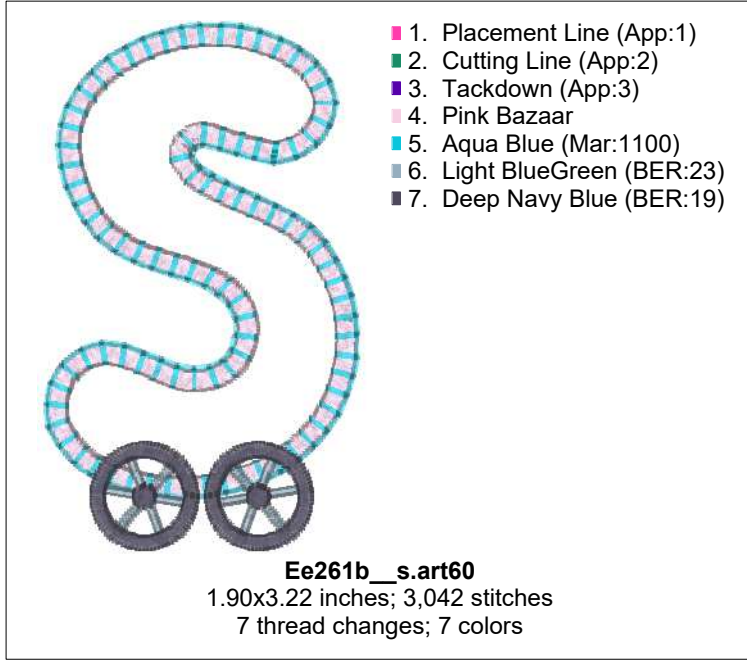 1. Placement Line (App:1)
2. Cutting Line (App:2)
3. Tackdown (App:3)
4. Pink Bazaar
5. Aqua Blue (Mar:1100)
6. Light BlueGreen (BER:23)
7. Deep Navy Blue (BER:19)
Ee261b__s.art60
1.90x3.22 inches; 3,042 stitches
7 thread changes; 7 colors